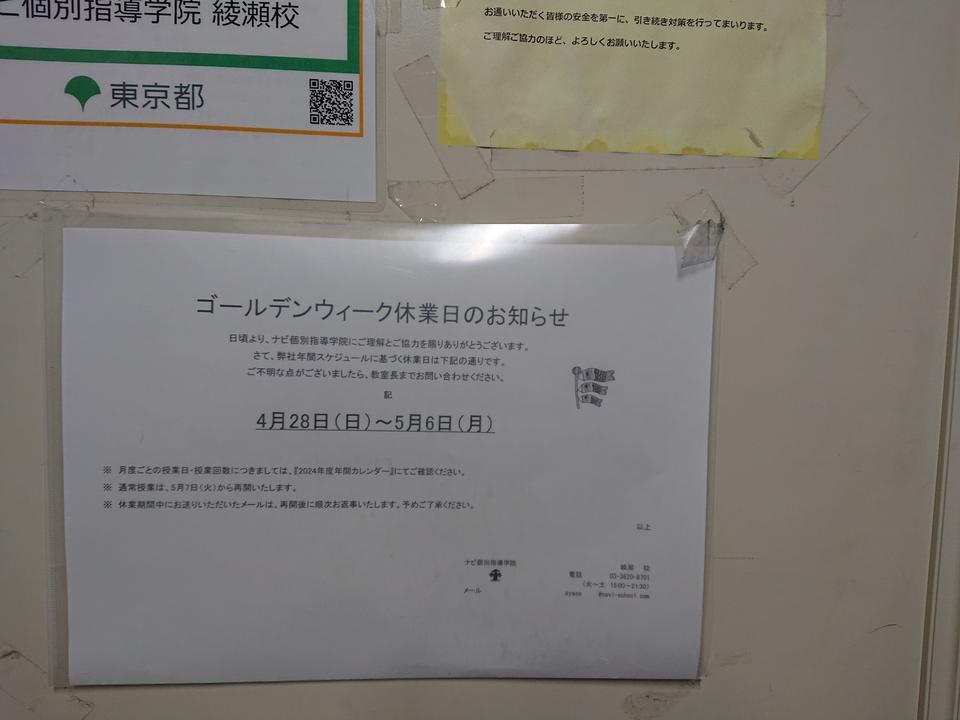 個別指導学院 綾瀬校
東京都
お通いいただく皆様の安全を第一に、引き続き対策を行ってまいります。
ご理解ご協力のほど、よろしくお願いいたします。
ゴールデンウィーク休業日のお知らせ
日頃より、ナビ個別指導学院にご理解とご協力を賜りありがとうございます。
さて、弊社年間スケジュールに基づく休業日は下記の通りです。
ご不明な点がございましたら、教室長までお問い合わせください。
記
4月28日(日)～5月6日(月)
※ 月度ごとの授業日・授業回数につきましては、『2024年度年間カレンダー』にてご確認ください。
※ 通常授業は、5月7日(火)から再開いたします。
※ 休業期間中にお送りいただいたメールは、再開後に順次お返事いたします。予めご了承ください。
以上
ナビ個別指導学院
綾瀬 校
電話 03-3620-8701
(火～土 15:00～21:30)
メール @navi-school.com